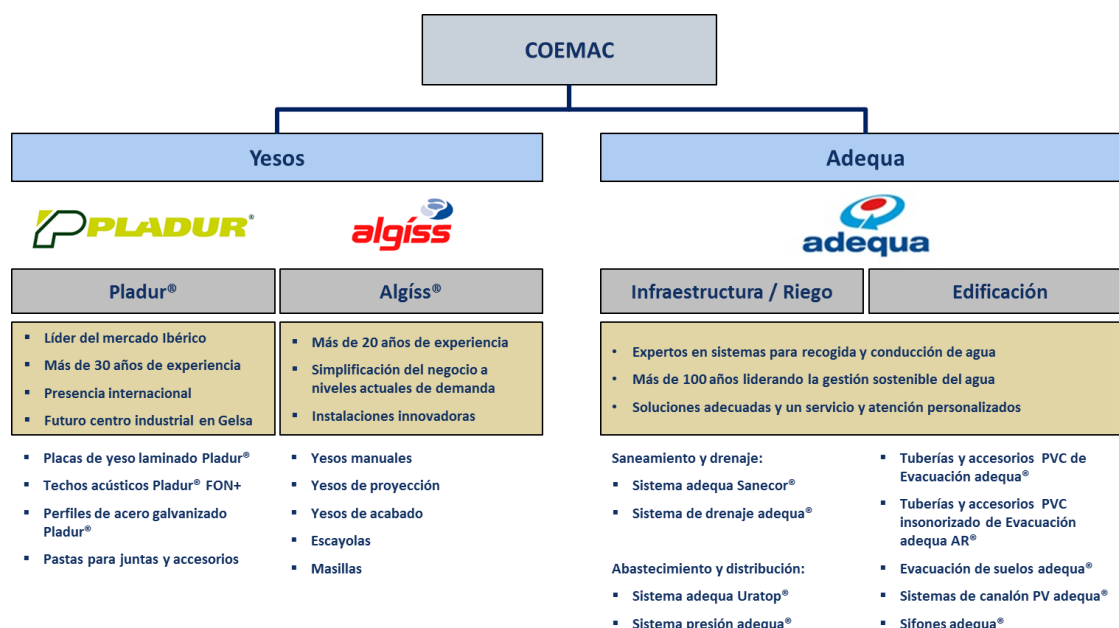 COEMAC
Yesos
PLADUR®
algíss
Pladur®
Algíss®
Líder del mercado Ibérico
Más de 30 años de experiencia
Presencia internacional
Futuro centro industrial en Gelsa
Más de 20 años de experiencia
Simplificación del negocio a
niveles actuales de demanda
Instalaciones innovadoras
Placas de yeso laminado Pladur®
Techos acústicos Pladur® FON+
Perfiles de acero galvanizado
Pladur®
Pastas para juntas y accesorios
Yesos manuales
Yesos de proyección
Yesos de acabado
Escayolas
Masillas
Adequa
adequa
Infraestructura / Riego
Edificación
Expertos en sistemas para recogida y conducción de agua
Más de 100 años liderando la gestión sostenible del agua
Soluciones adecuadas y un servicio y atención personalizados
Saneamiento y drenaje:
Sistema adequa Sanecor®
Sistema de drenaje adequa®
Abastecimiento y distribución:
Sistema adequa Uratop®
Sistema presión adequa®
Tuberías y accesorios PVC de
Evacuación adequa®
Tuberías y accesorios PVC
insonorizado de Evacuación
adequa AR®
Evacuación de suelos adequa®
Sistemas de canalón PV adequa®
Sifones adequa®